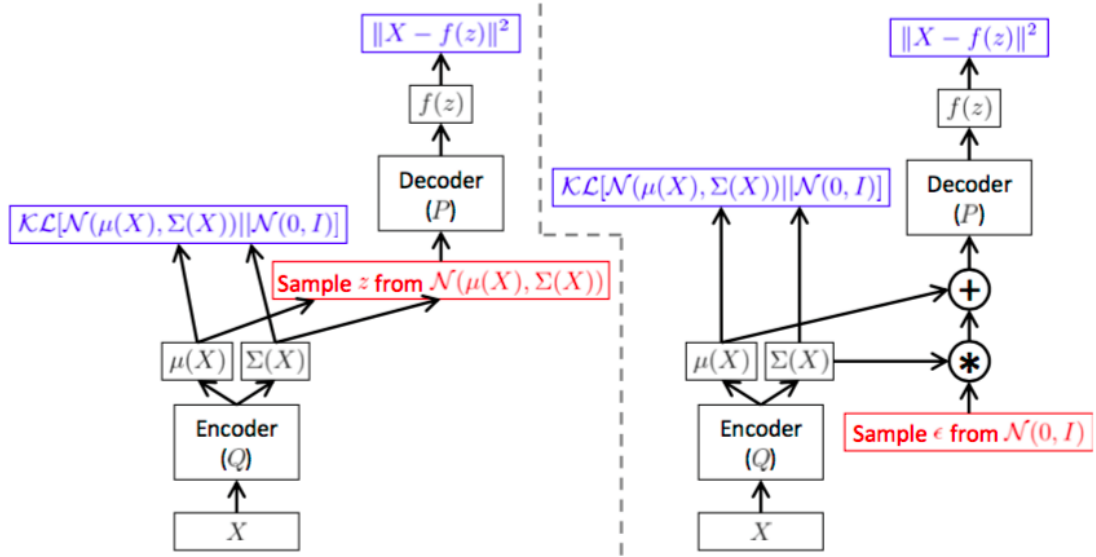 ‖X − f(z)‖²
f(z)
Decoder
(P)
𝒦ℒ[𝒩(μ(X), Σ(X))||𝒩(0, I)]
Sample z from 𝒩(μ(X), Σ(X))
μ(X)
Σ(X)
Encoder
(Q)
X
‖X − f(z)‖²
f(z)
𝒦ℒ[𝒩(μ(X), Σ(X))||𝒩(0, I)]
Decoder
(P)
+
μ(X)
Σ(X)
*
Sample ϵ from 𝒩(0, I)
Encoder
(Q)
X